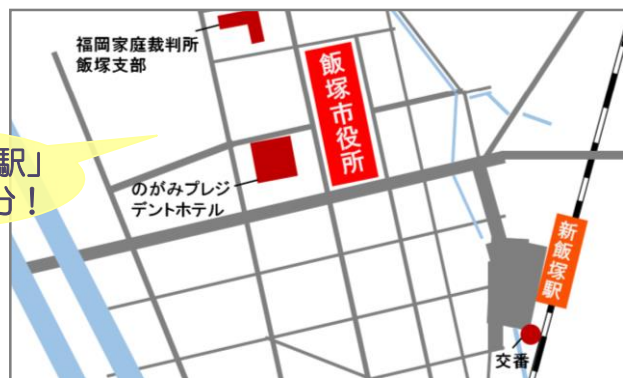 福岡家庭裁判所
飯塚支部
飯塚市役所
駅」
分！
のがみプレジ
デントホテル
新飯塚駅
交番